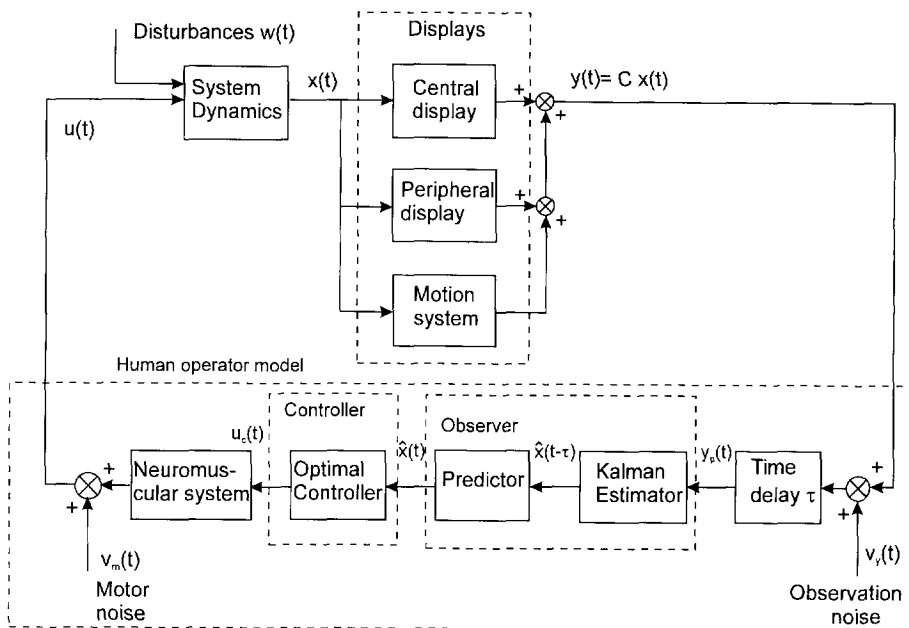 Disturbances w(t)
Displays
System
Dynamics
x(t)
Central
display
+
+
y(t)= C x(t)
u(t)
Peripheral
display
+
+
Motion
system
Human operator model
Controller
Observer
u_c(t)
x̂(t)
x̂(t-τ)
y_p(t)
+
+
Neuromus-
cular system
Optimal
Controller
Predictor
Kalman
Estimator
Time
delay τ
+
+
v_m(t)
Motor
noise
v_y(t)
Observation
noise